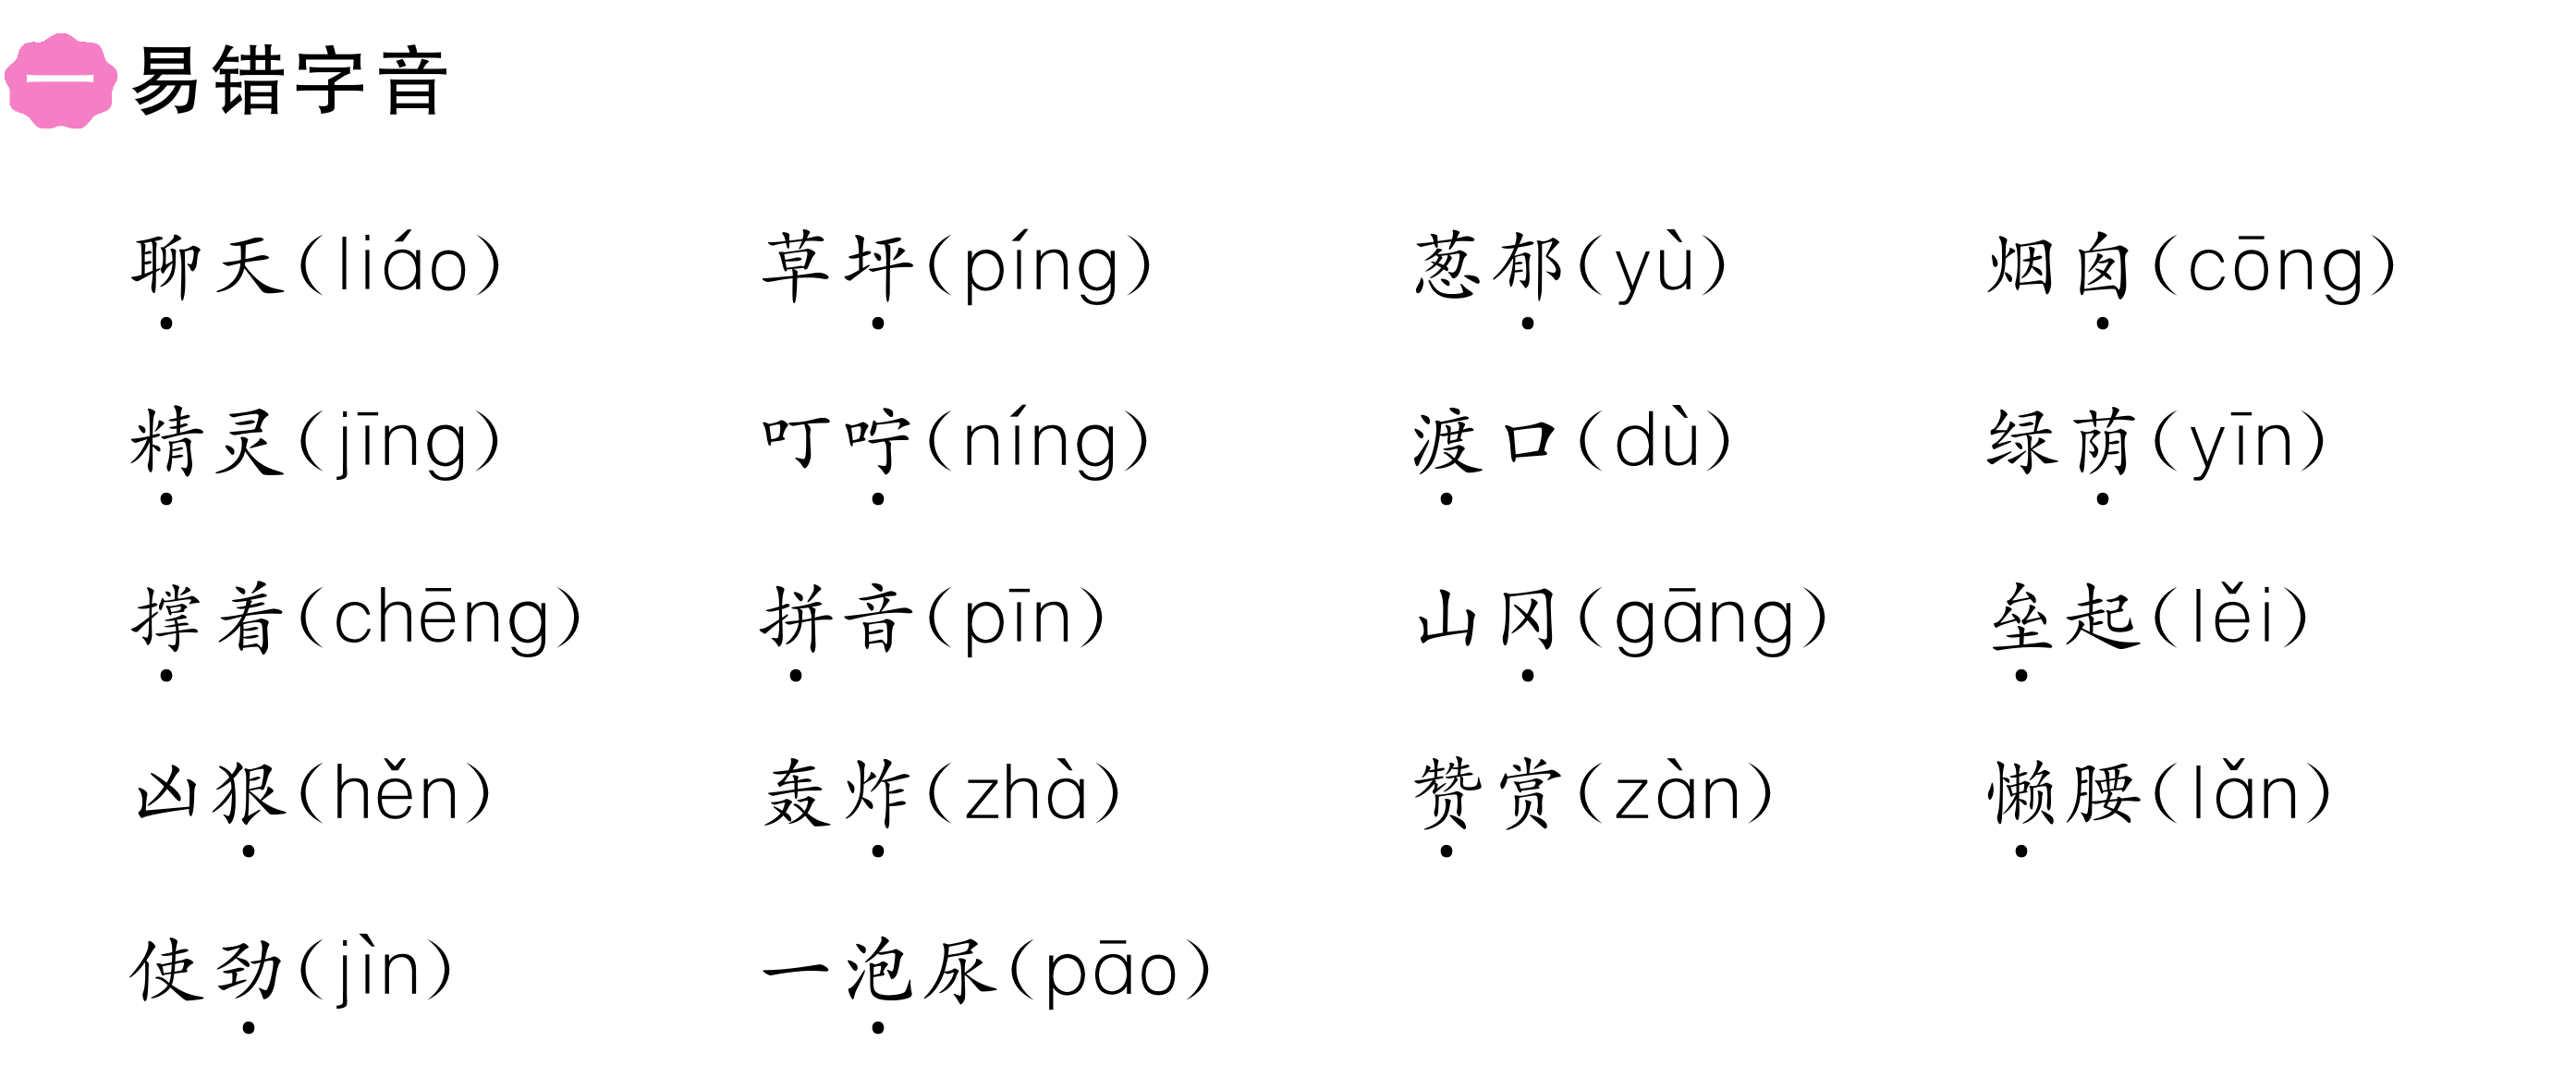 一 易错字音
聊天(liáo) 草坪(píng) 葱郁(yù) 烟囱(cōng)
精灵(jīng) 叮咛(níng) 渡口(dù) 绿荫(yīn)
撑着(chēng) 拼音(pīn) 山冈(gāng) 垒起(lěi)
凶狠(hěn) 轰炸(zhà) 赞赏(zàn) 懒腰(lǎn)
使劲(jìn) 一泡尿(pāo)